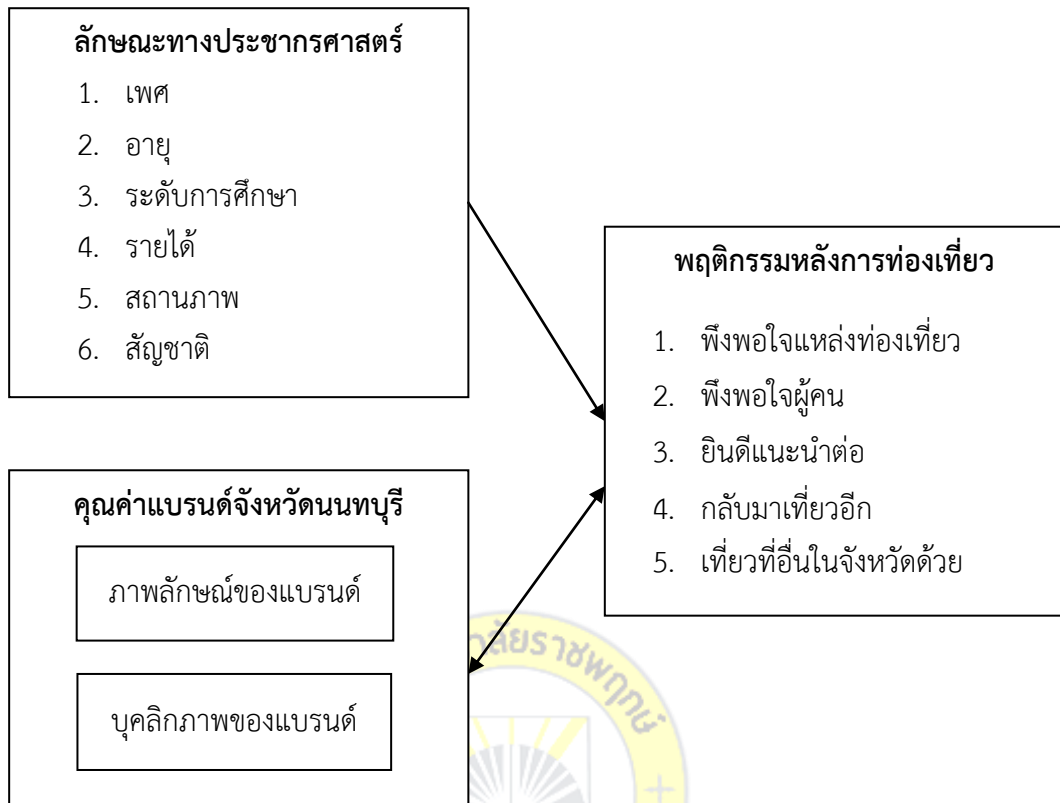 ลักษณะทางประชากรศาสตร์
1. เพศ
2. อายุ
3. ระดับการศึกษา
4. รายได้
5. สถานภาพ
6. สัญชาติ
พฤติกรรมหลังการท่องเที่ยว
1. พึงพอใจแหล่งท่องเที่ยว
2. พึงพอใจผู้คน
3. ยินดีแนะนำต่อ
4. กลับมาเที่ยวอีก
5. เที่ยวที่อื่นในจังหวัดด้วย
คุณค่าแบรนด์จังหวัดนนทบุรี
ภาพลักษณ์ของแบรนด์
บุคลิกภาพของแบรนด์
ลัยราชพฤกษ์